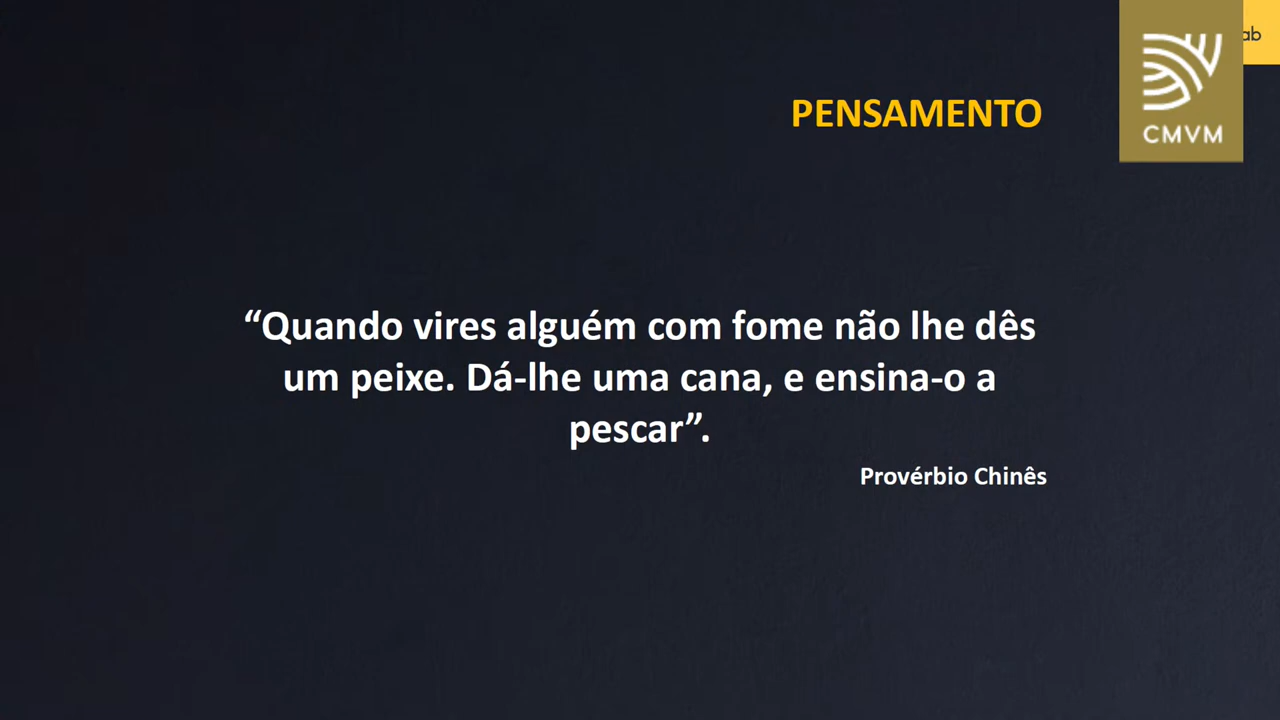 PENSAMENTO
CMVM
ab
“Quando vires alguém com fome não lhe dês
um peixe. Dá-lhe uma cana, e ensina-o a
pescar”.
Provérbio Chinês